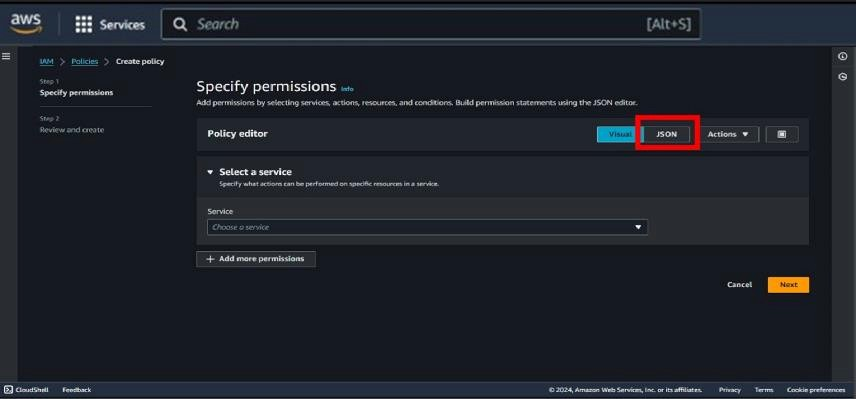 aws Services Search [Alt+S]
IAM > Policies > Create policy
Step 1
Specify permissions
Step 2
Review and create
Specify permissions Info
Add permissions by selecting services, actions, resources, and conditions. Build permission statements using the JSON editor.
Policy editor Visual JSON Actions
Select a service
Specify what actions can be performed on specific resources in a service.
Service
Choose a service
+ Add more permissions
Cancel Next
CloudShell Feedback © 2024, Amazon Web Services, Inc. or its affiliates. Privacy Terms Cookie preferences